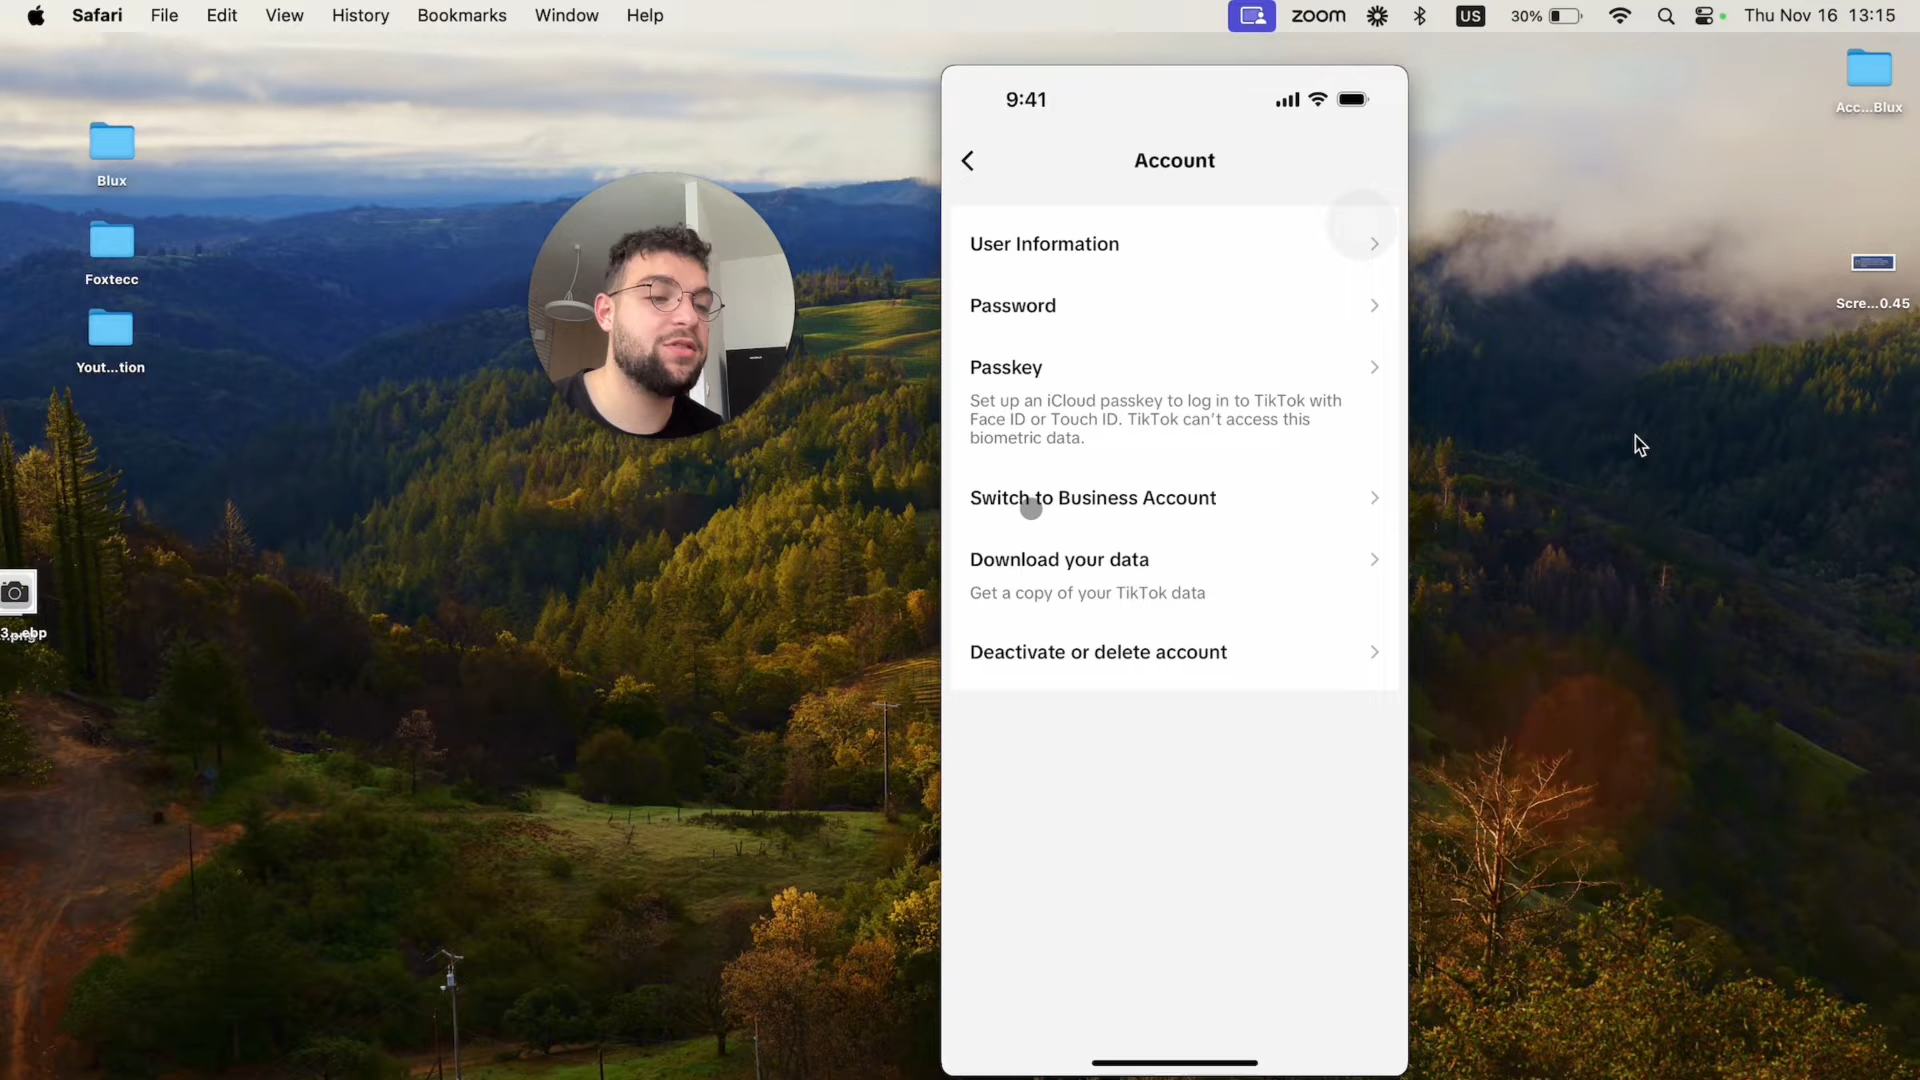 Safari File Edit View History Bookmarks Window Help zoom US 30% Thu Nov 16 13:15
Blux
Foxtecc
Yout...tion
Acc...Blux
Scre...0.45
9:41
Account
User Information
Password
Passkey
Set up an iCloud passkey to log in to TikTok with
Face ID or Touch ID. TikTok can't access this
biometric data.
Switch to Business Account
Download your data
Get a copy of your TikTok data
Deactivate or delete account